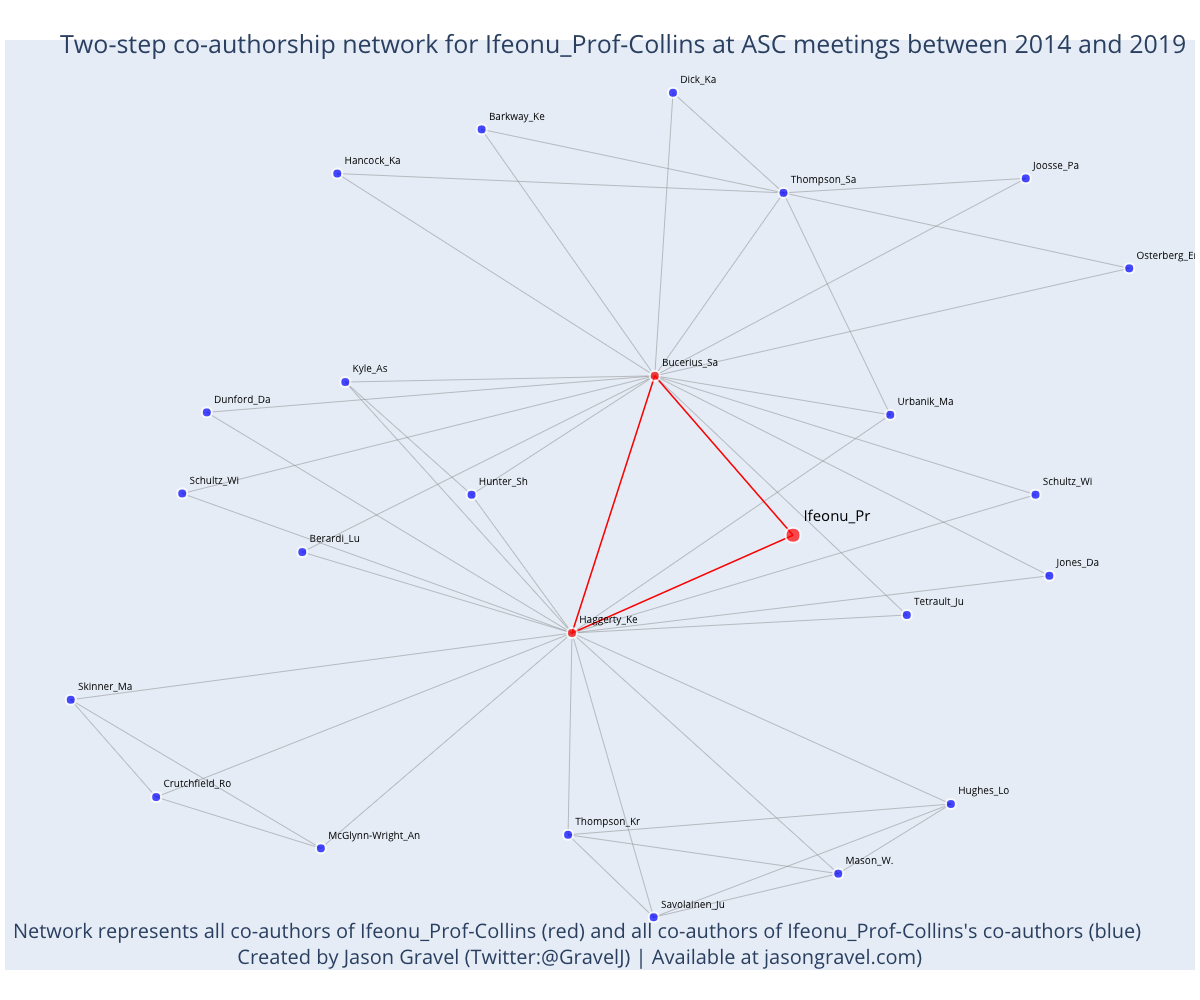 Two-step co-authorship network for Ifeonu_Prof-Collins at ASC meetings between 2014 and 2019
Dick_Ka
Barkway_Ke
Hancock_Ka
Joosse_Pa
Thompson_Sa
Osterberg_Er
Bucerius_Sa
Kyle_As
Dunford_Da
Urbanik_Ma
Schultz_Wi
Hunter_Sh
Schultz_Wi
Ifeonu_Pr
Berardi_Lu
Jones_Da
Tetrault_Ju
Haggerty_Ke
Skinner_Ma
Crutchfield_Ro
Hughes_Lo
Thompson_Kr
McGlynn-Wright_An
Mason_W.
Savolainen_Ju
Network represents all co-authors of Ifeonu_Prof-Collins (red) and all co-authors of Ifeonu_Prof-Collins's co-authors (blue)
Created by Jason Gravel (Twitter:@GravelJ) | Available at jasongravel.com)